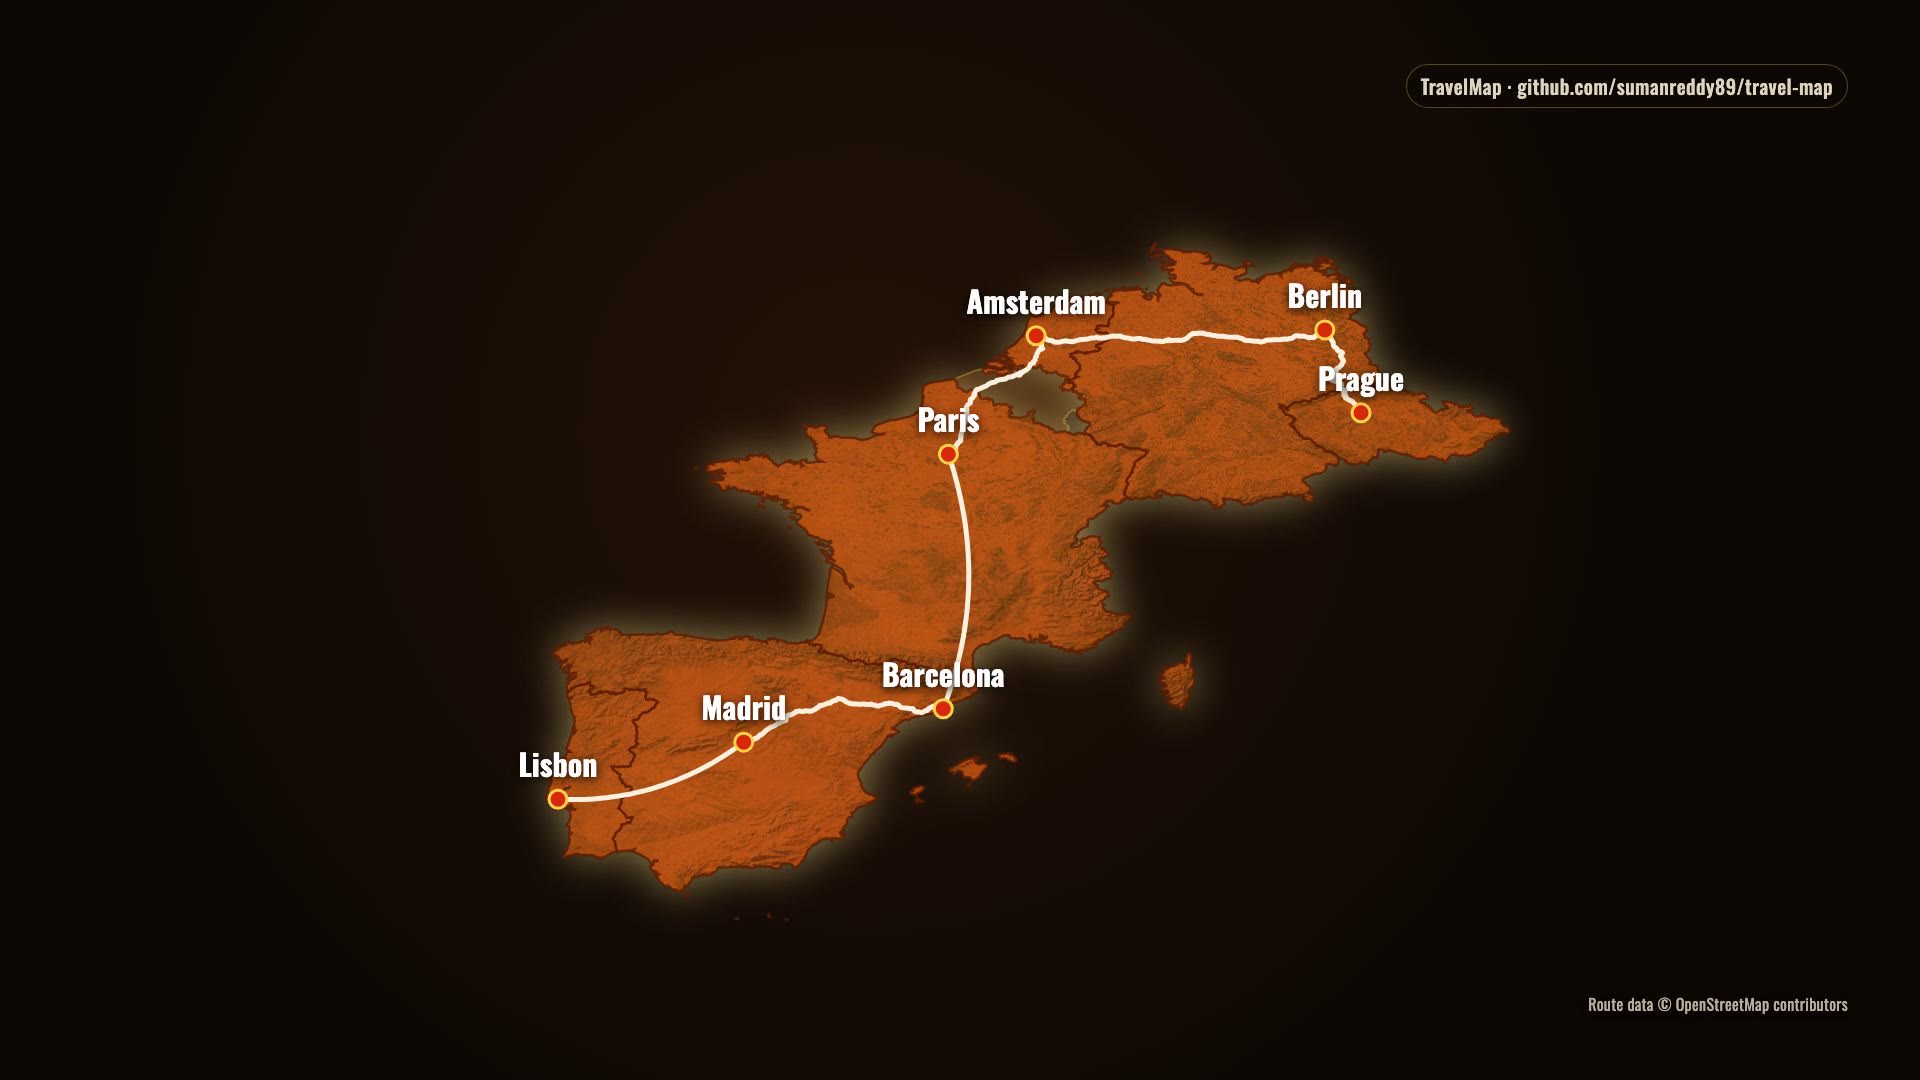 TravelMap · github.com/sumanreddy89/travel-map
Berlin
Amsterdam
Prague
Paris
Barcelona
Madrid
Lisbon
Route data © OpenStreetMap contributors